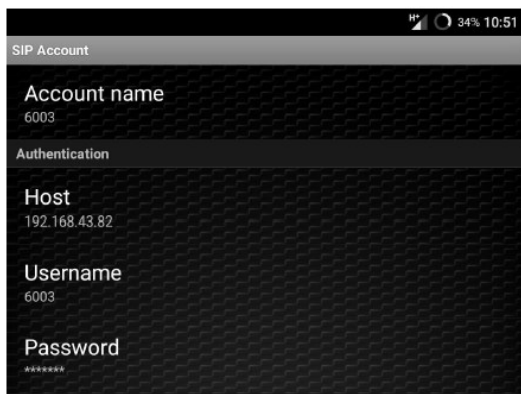 H+ 34% 10:51
SIP Account
Account name
6003
Authentication
Host
192.168.43.82
Username
6003
Password
*******